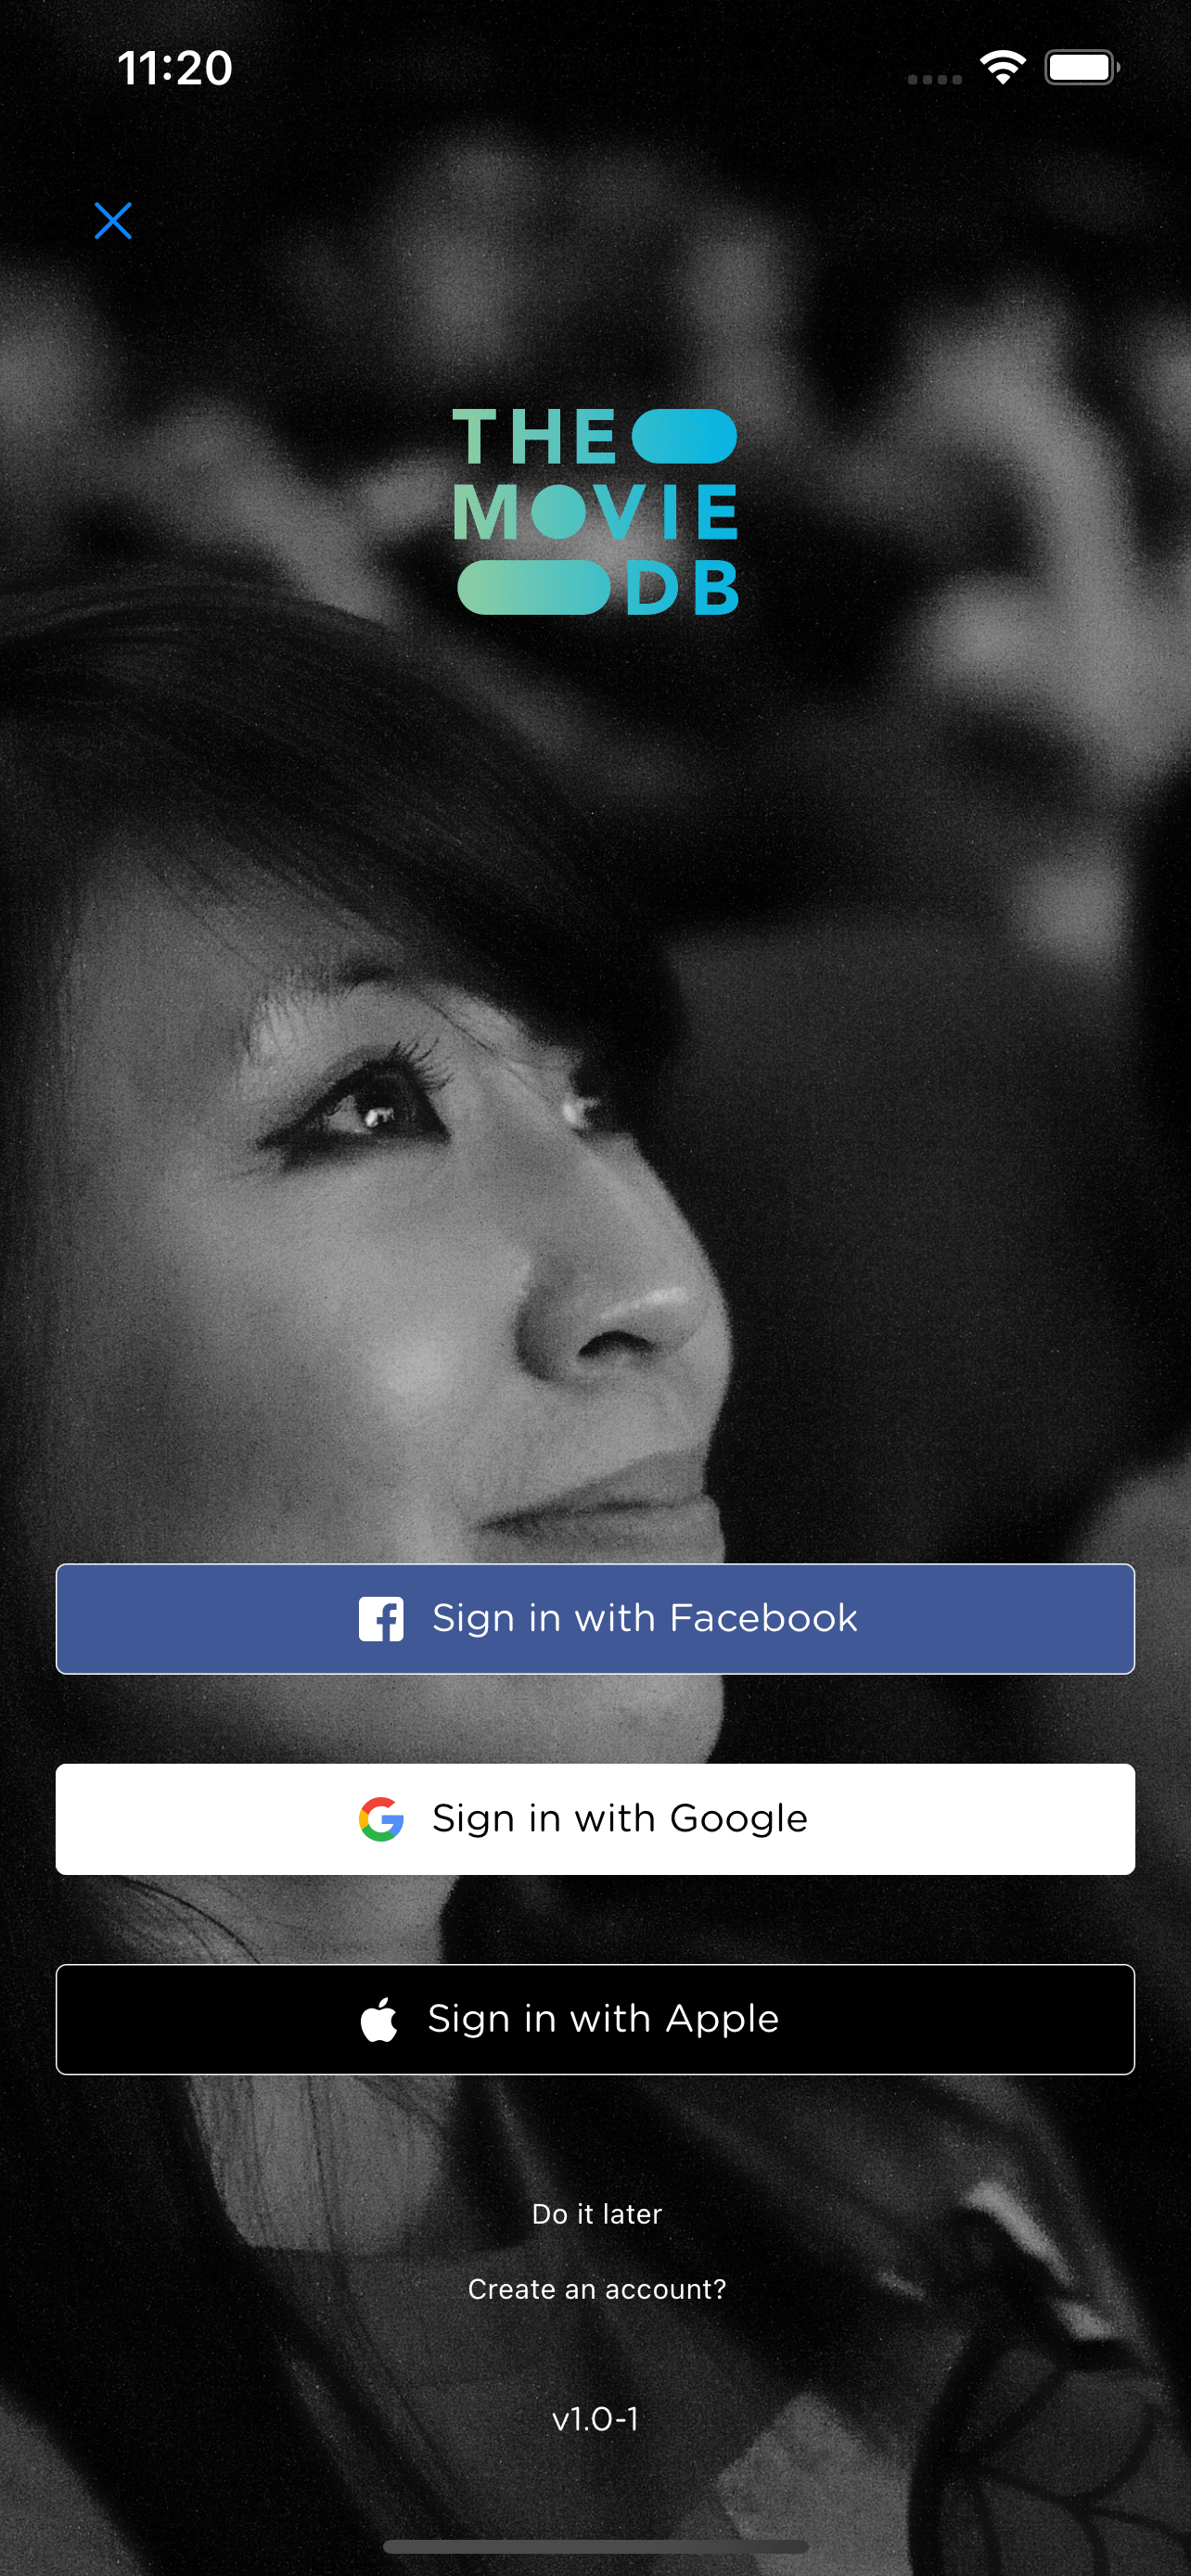 11:20
THE
MOVIE
DB
Sign in with Facebook
Sign in with Google
Sign in with Apple
Do it later
Create an account?
v1.0-1